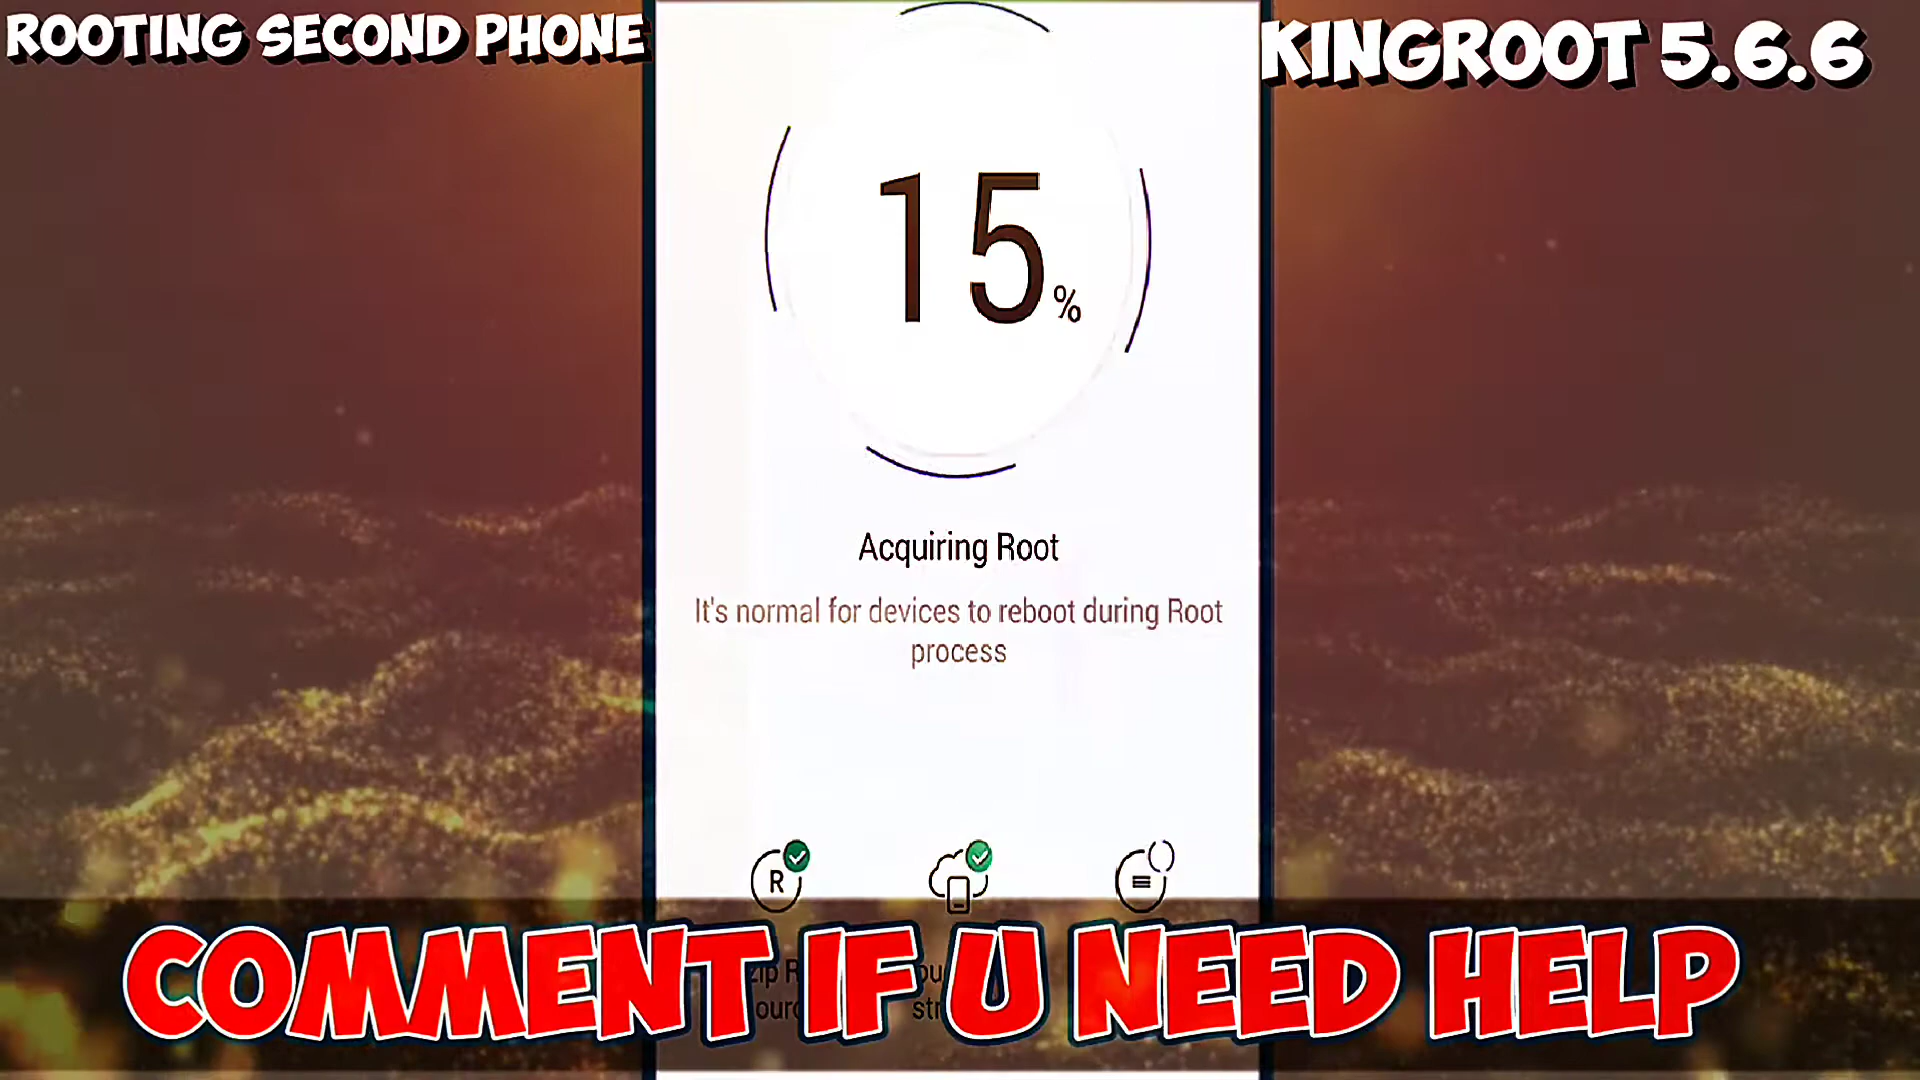 ROOTING SECOND PHONE
KINGROOT 5.6.6
15%
Acquiring Root
It's normal for devices to reboot during Root
process
R
COMMENT IF U NEED HELP